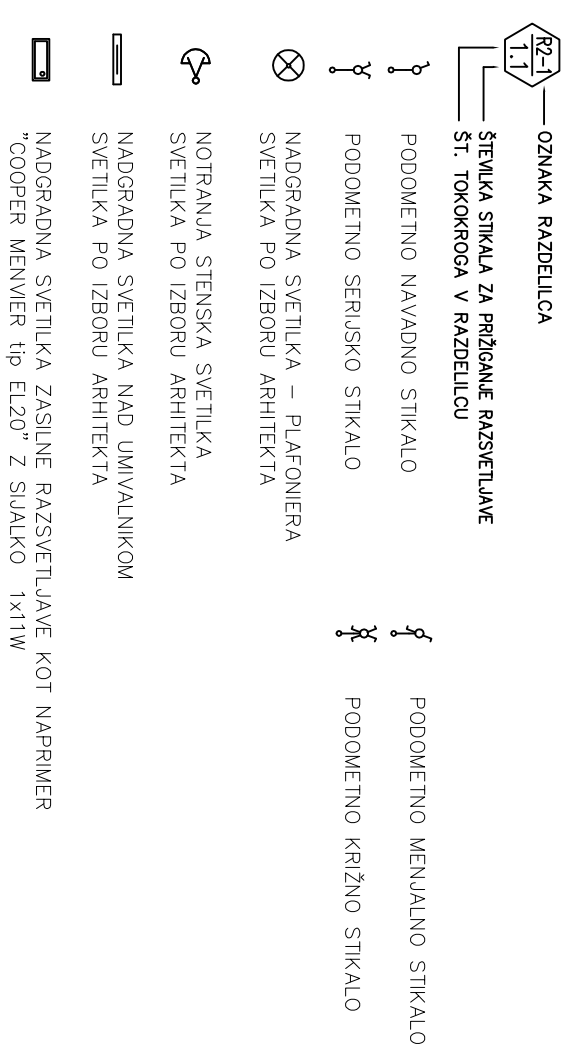 OZNAKA RAZDELILCA
R2-1
1.1
ŠTEVILKA STIKALA ZA PRIŽIGANJE RAZSVETLJAVE
ŠT. TOKOKROGA V RAZDELILCU
PODOMETNO NAVADNO STIKALO
PODOMETNO MENJALNO STIKALO
PODOMETNO SERIJSKO STIKALO
PODOMETNO KRIŽNO STIKALO
NADGRADNA SVETILKA – PLAFONIERA
SVETILKA PO IZBORU ARHITEKTA
NOTRANJA STENSKA SVETILKA
SVETILKA PO IZBORU ARHITEKTA
NADGRADNA SVETILKA NAD UMIVALNIKOM
SVETILKA PO IZBORU ARHITEKTA
NADGRADNA SVETILKA ZASILNE RAZSVETLJAVE KOT NAPRIMER
"COOPER MENVIER tip EL20" Z SIJALKO 1x11W